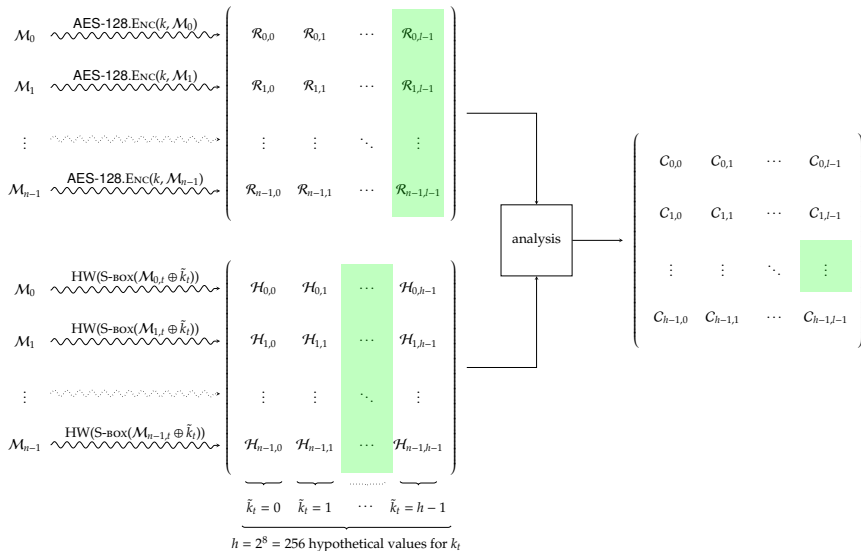 AES-128.Enc(k, M₀)
M₀ R₀,₀ R₀,₁ ⋯ R₀,l−1
AES-128.Enc(k, M₁)
M₁ R₁,₀ R₁,₁ ⋯ R₁,l−1
⋮ ⋮ ⋮ ⋱ ⋮
AES-128.Enc(k, Mₙ₋₁)
Mₙ₋₁ Rₙ₋₁,₀ Rₙ₋₁,₁ ⋯ Rₙ₋₁,l−1
analysis
C₀,₀ C₀,₁ ⋯ C₀,l−1
C₁,₀ C₁,₁ ⋯ C₁,l−1
⋮ ⋮ ⋱ ⋮
Cₕ₋₁,₀ Cₕ₋₁,₁ ⋯ Cₕ₋₁,l−1
HW(S-box(M₀,t ⊕ k̃ₜ))
M₀ H₀,₀ H₀,₁ ⋯ H₀,h−1
HW(S-box(M₁,t ⊕ k̃ₜ))
M₁ H₁,₀ H₁,₁ ⋯ H₁,h−1
⋮ ⋮ ⋮ ⋱ ⋮
HW(S-box(Mₙ₋₁,t ⊕ k̃ₜ))
Mₙ₋₁ Hₙ₋₁,₀ Hₙ₋₁,₁ ⋯ Hₙ₋₁,h−1
k̃ₜ = 0 k̃ₜ = 1 ⋯ k̃ₜ = h − 1
h = 2⁸ = 256 hypothetical values for kₜ